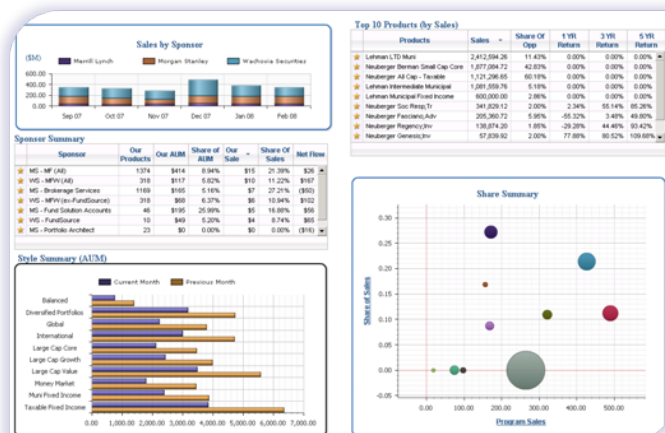 Sales by Sponsor
($M)
Merrill Lynch Morgan Stanley Wachovia Securities
600.00
400.00
200.00
0.00
Sep 07 Oct 07 Nov 07 Dec 07 Jan 08 Feb 08
Sponsor Summary
Sponsor Our Products Our AUM Share of AUM Our Sale Share Of Sales Net Flow
MS - MF (All) 1374 $414 8.94% $15 21.39% $26
WS - MFW (All) 318 $117 5.82% $10 11.22% $167
MS - Brokerage Services 1169 $165 5.16% $7 27.21% ($60)
WS - MFW (ex-FundSource) 318 $68 6.37% $6 10.94% $102
MS - Fund Solution Accounts 46 $195 25.99% $5 16.88% $56
WS - FundSource 10 $49 5.20% $4 8.74% $65
MS - Portfolio Architect 23 $0 0.00% $0 0.00% ($16)
Style Summary (AUM)
Current Month Previous Month
Balanced
Diversified Portfolios
Global
International
Large Cap Core
Large Cap Growth
Large Cap Value
Money Market
Muni Fixed Income
Taxable Fixed Income
0.00 1,000.00 2,000.00 3,000.00 4,000.00 5,000.00 6,000.00 7,000.00
Top 10 Products (by Sales)
Products Sales Share Of Opp 1 YR Return 3 YR Return 5 YR Return
Lehman LTD Muni 2,412,594.26 11.43% 0.00% 0.00% 0.00%
Neuberger Berman Small Cap Core 1,877,084.72 42.83% 0.00% 0.00% 0.00%
Neuberger All Cap - Taxable 1,121,296.65 60.18% 0.00% 0.00% 0.00%
Lehman Intermediate Municipal 1,081,559.76 5.18% 0.00% 0.00% 0.00%
Lehman Municipal Fixed Income 600,000.00 2.86% 0.00% 0.00% 0.00%
Neuberger Soc Resp;Tr 341,829.12 2.00% 2.34% 55.14% 85.26%
Neuberger Fasciano;Adv 205,360.72 5.95% -55.32% 3.48% 49.80%
Neuberger Regency;Inv 138,874.20 1.85% -29.28% 44.46% 93.42%
Neuberger Genesis;Inv 57,839.92 2.00% 77.88% 80.52% 109.68%
Share Summary
Share of Sales
0.30
0.25
0.20
0.15
0.10
0.05
0.00
-0.05
0.00 100.00 200.00 300.00 400.00 500.00
Program Sales